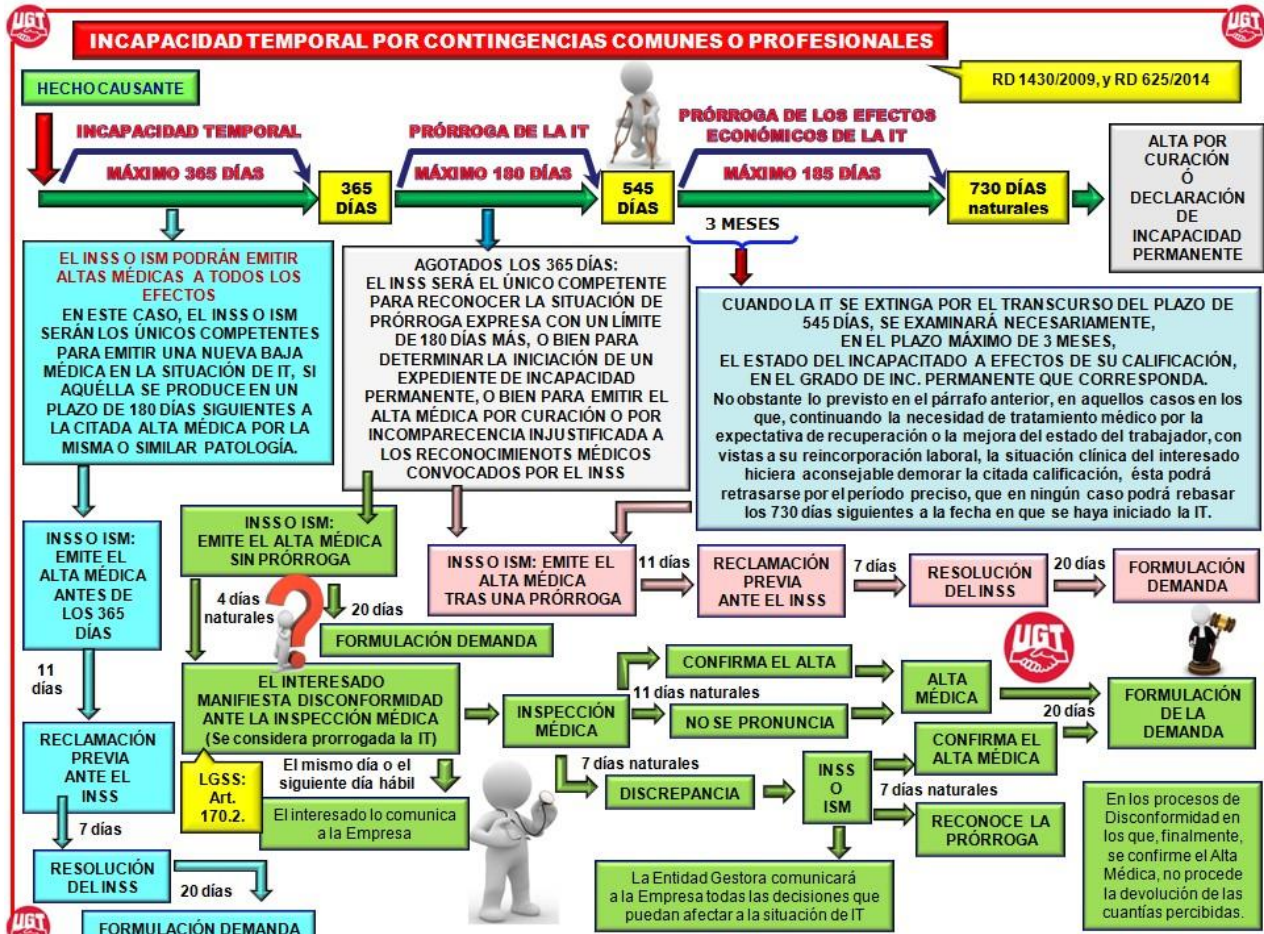 UGT
UGT
INCAPACIDAD TEMPORAL POR CONTINGENCIAS COMUNES O PROFESIONALES
RD 1430/2009, y RD 625/2014
HECHO CAUSANTE
INCAPACIDAD TEMPORAL
MÁXIMO 365 DÍAS
365
DÍAS
PRÓRROGA DE LA IT
MÁXIMO 180 DÍAS
545
DÍAS
PRÓRROGA DE LOS EFECTOS
ECONÓMICOS DE LA IT
MÁXIMO 185 DÍAS
730 DÍAS
naturales
ALTA POR
CURACIÓN
Ó
DECLARACIÓN
DE
INCAPACIDAD
PERMANENTE
3 MESES
EL INSS O ISM PODRÁN EMITIR
ALTAS MÉDICAS A TODOS LOS
EFECTOS
EN ESTE CASO, EL INSS O ISM
SERÁN LOS ÚNICOS COMPETENTES
PARA EMITIR UNA NUEVA BAJA
MÉDICA EN LA SITUACIÓN DE IT, SI
AQUÉLLA SE PRODUCE EN UN
PLAZO DE 180 DÍAS SIGUIENTES A
LA CITADA ALTA MÉDICA POR LA
MISMA O SIMILAR PATOLOGÍA.
AGOTADOS LOS 365 DÍAS:
EL INSS SERÁ EL ÚNICO COMPETENTE
PARA RECONOCER LA SITUACIÓN DE
PRÓRROGA EXPRESA CON UN LÍMITE
DE 180 DÍAS MÁS, O BIEN PARA
DETERMINAR LA INICIACIÓN DE UN
EXPEDIENTE DE INCAPACIDAD
PERMANENTE, O BIEN PARA EMITIR EL
ALTA MÉDICA POR CURACIÓN O POR
INCOMPARECENCIA INJUSTIFICADA A
LOS RECONOCIMIENOTS MÉDICOS
CONVOCADOS POR EL INSS
CUANDO LA IT SE EXTINGA POR EL TRANSCURSO DEL PLAZO DE
545 DÍAS, SE EXAMINARÁ NECESARIAMENTE,
EN EL PLAZO MÁXIMO DE 3 MESES,
EL ESTADO DEL INCAPACITADO A EFECTOS DE SU CALIFICACIÓN,
EN EL GRADO DE INC. PERMANENTE QUE CORRESPONDA.
No obstante lo previsto en el párrafo anterior, en aquellos casos en los
que, continuando la necesidad de tratamiento médico por la
expectativa de recuperación o la mejora del estado del trabajador, con
vistas a su reincorporación laboral, la situación clínica del interesado
hiciera aconsejable demorar la citada calificación, ésta podrá
retrasarse por el período preciso, que en ningún caso podrá rebasar
los 730 días siguientes a la fecha en que se haya iniciado la IT.
INSS O ISM:
EMITE EL
ALTA MÉDICA
ANTES DE
LOS 365
DÍAS
11
días
RECLAMACIÓN
PREVIA
ANTE EL
INSS
7 días
RESOLUCIÓN
DEL INSS
20 días
FORMULACIÓN DEMANDA
UGT
INSS O ISM:
EMITE EL ALTA MÉDICA
SIN PRÓRROGA
4 días
naturales
20 días
FORMULACIÓN DEMANDA
INSS O ISM: EMITE EL
ALTA MÉDICA
TRAS UNA PRÓRROGA
11 días
RECLAMACIÓN
PREVIA
ANTE EL INSS
7 días
RESOLUCIÓN
DEL INSS
20 días
FORMULACIÓN
DEMANDA
EL INTERESADO
MANIFIESTA DISCONFORMIDAD
ANTE LA INSPECCIÓN MÉDICA
(Se considera prorrogada la IT)
LGSS:
Art.
170.2.
El mismo día o el
siguiente día hábil
El interesado lo comunica
a la Empresa
INSPECCIÓN
MÉDICA
CONFIRMA EL ALTA
11 días naturales
NO SE PRONUNCIA
7 días naturales
DISCREPANCIA
ALTA
MÉDICA
UGT
INSS
O
ISM
CONFIRMA EL
ALTA MÉDICA
7 días naturales
RECONOCE LA
PRÓRROGA
20 días
FORMULACIÓN
DE LA
DEMANDA
La Entidad Gestora comunicará
a la Empresa todas las decisiones que
puedan afectar a la situación de IT
En los procesos de
Disconformidad en
los que, finalmente,
se confirme el Alta
Médica, no procede
la devolución de las
cuantías percibidas.